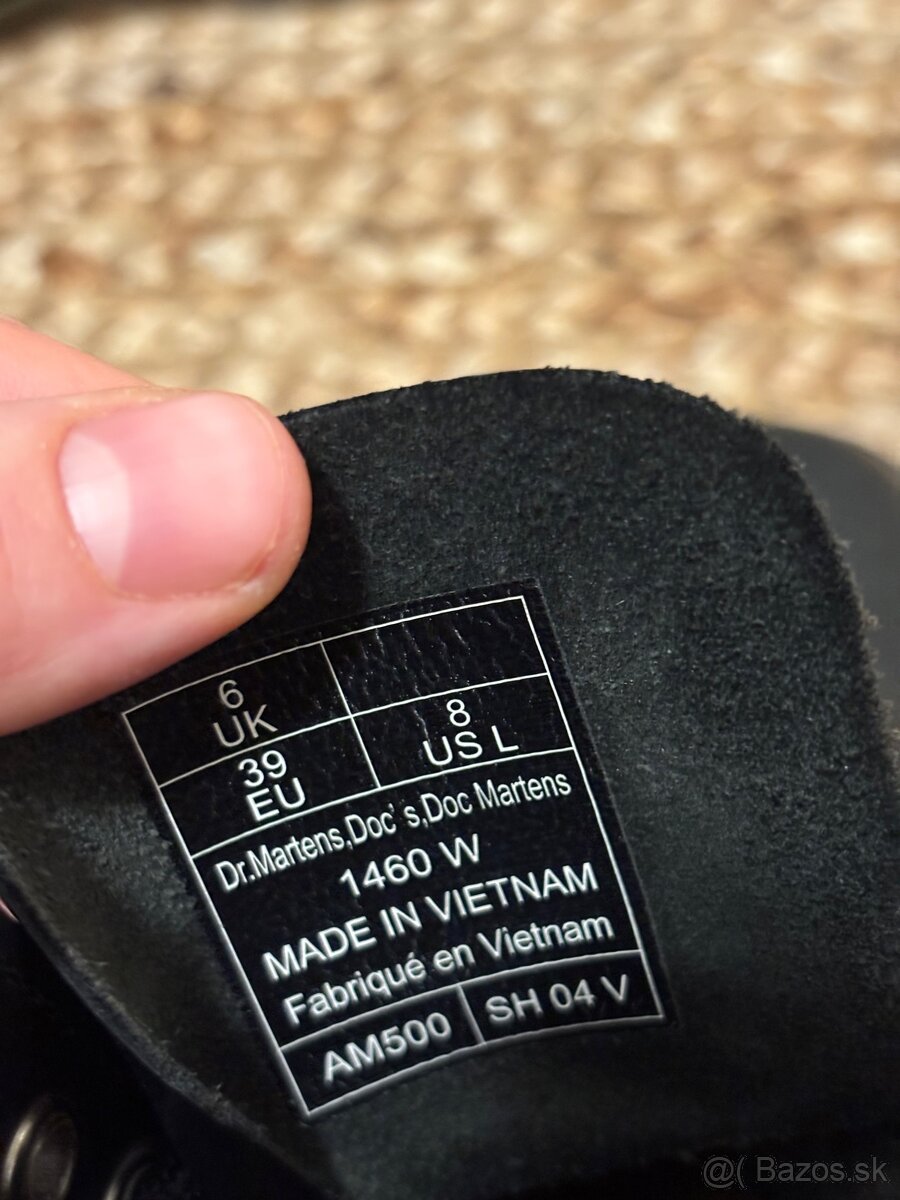 6
UK
39
EU
8
US L
Dr.Martens,Doc's,Doc Martens
1460 W
MADE IN VIETNAM
Fabriqué en Vietnam
AM500
SH 04 V
@( Bazos.sk